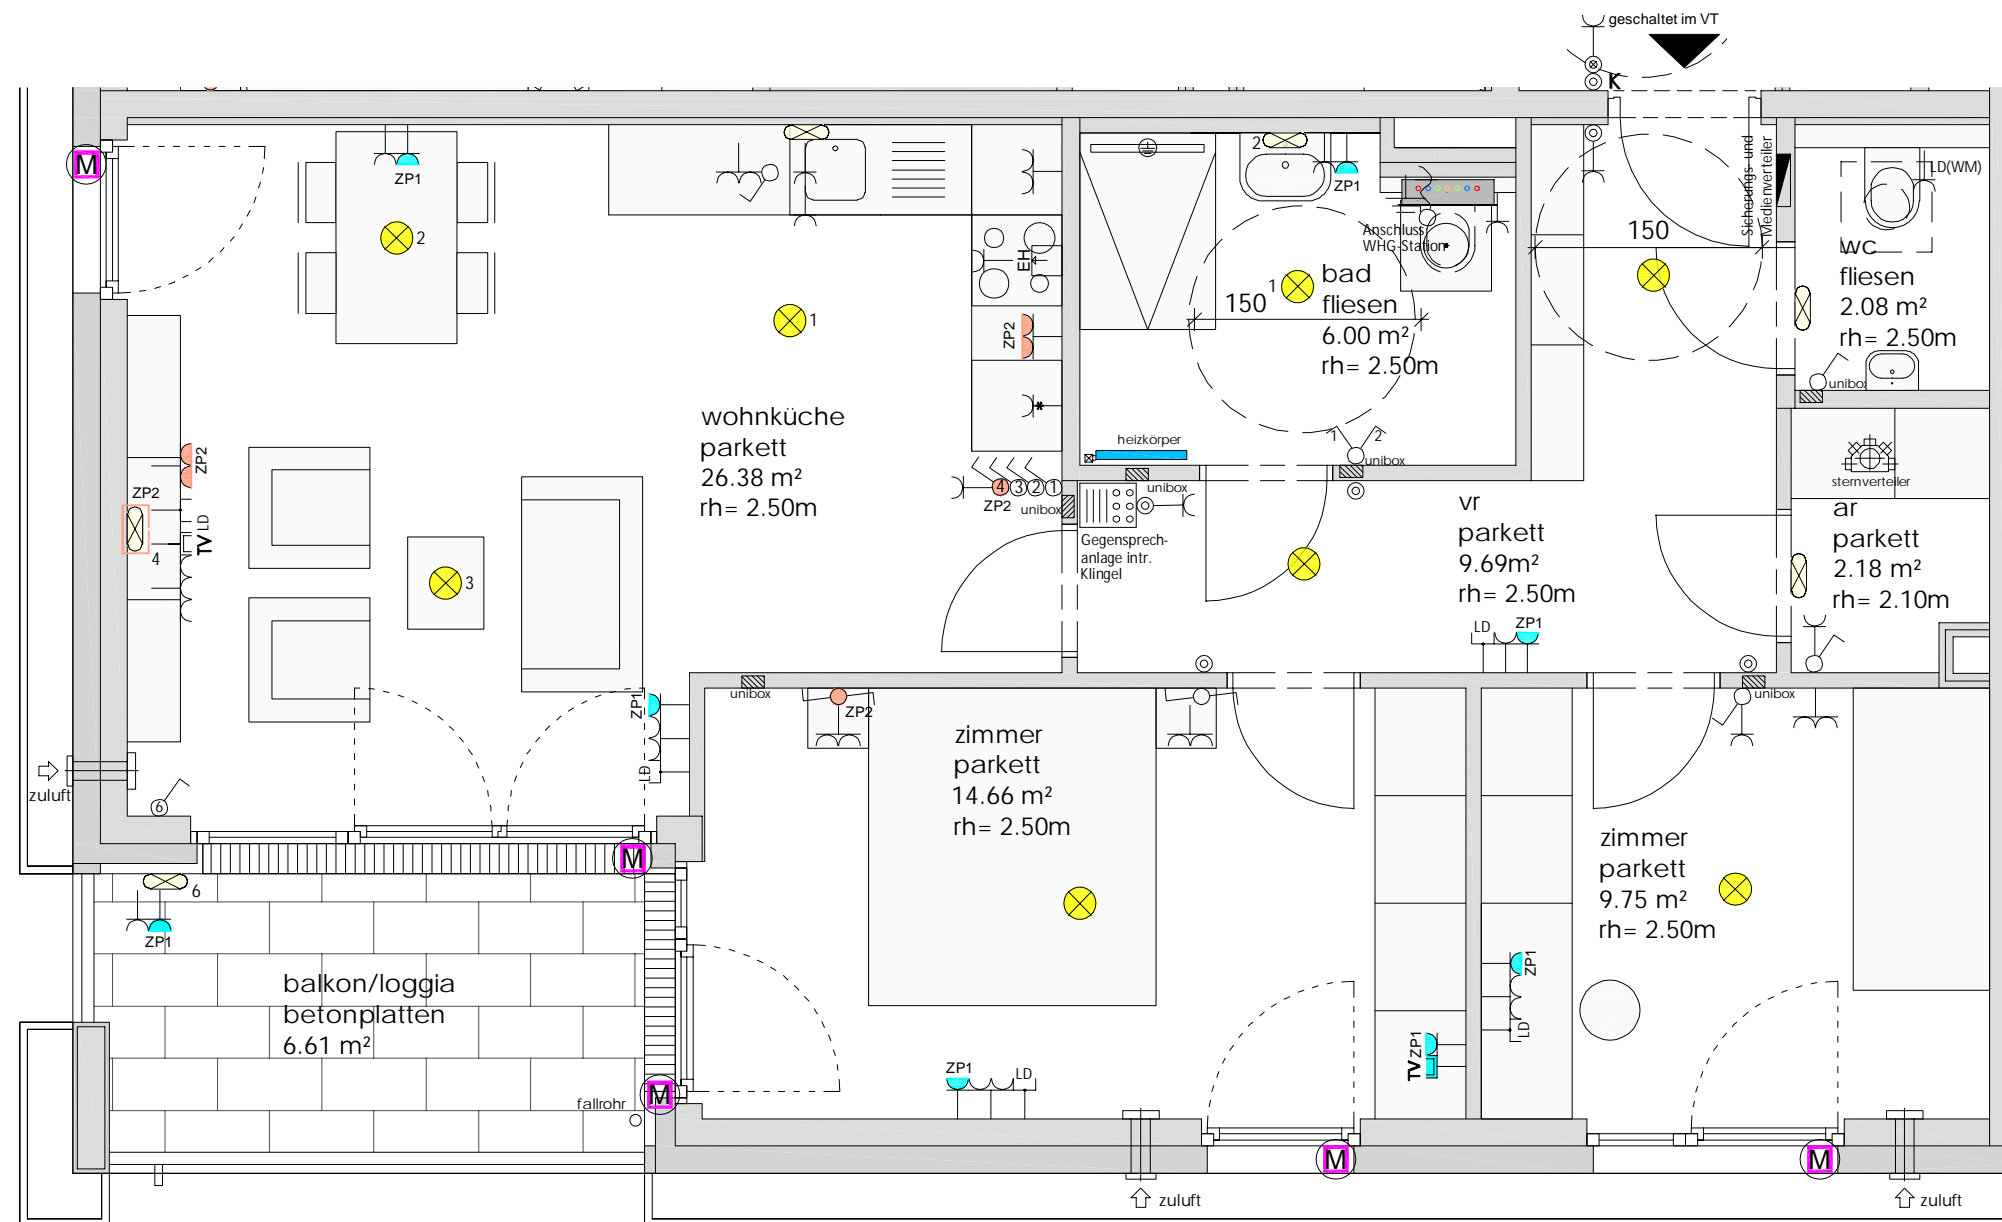 geschaltet im VT
K
M
ZP1
2
2
ZP1
Sicherungs- und
Medienverteiler
LD(WM)
2
1
EH
ZP2
Anschluss
WHG-Station
150
1
bad
fliesen
6.00 m²
rh= 2.50m
150
wc
fliesen
2.08 m²
rh= 2.50m
unibox
wohnküche
parkett
26.38 m²
rh= 2.50m
heizkörper
1
2
unibox
unibox
sternverteiler
ZP2
ZP2
4
TV LD
3
4 3 2 1
ZP2
unibox
Gegensprech-
anlage intr.
Klingel
vr
parkett
9.69m²
rh= 2.50m
LD
ZP1
ar
parkett
2.18 m²
rh= 2.10m
unibox
ZP2
unibox
ZP1
LD
zimmer
parkett
14.66 m²
rh= 2.50m
zuluft
6
M
6
ZP1
zimmer
parkett
9.75 m²
rh= 2.50m
balkon/loggia
betonplatten
6.61 m²
ZP1
LD
TV ZP1
ZP1
LD
fallrohr
M
M
M
zuluft
zuluft